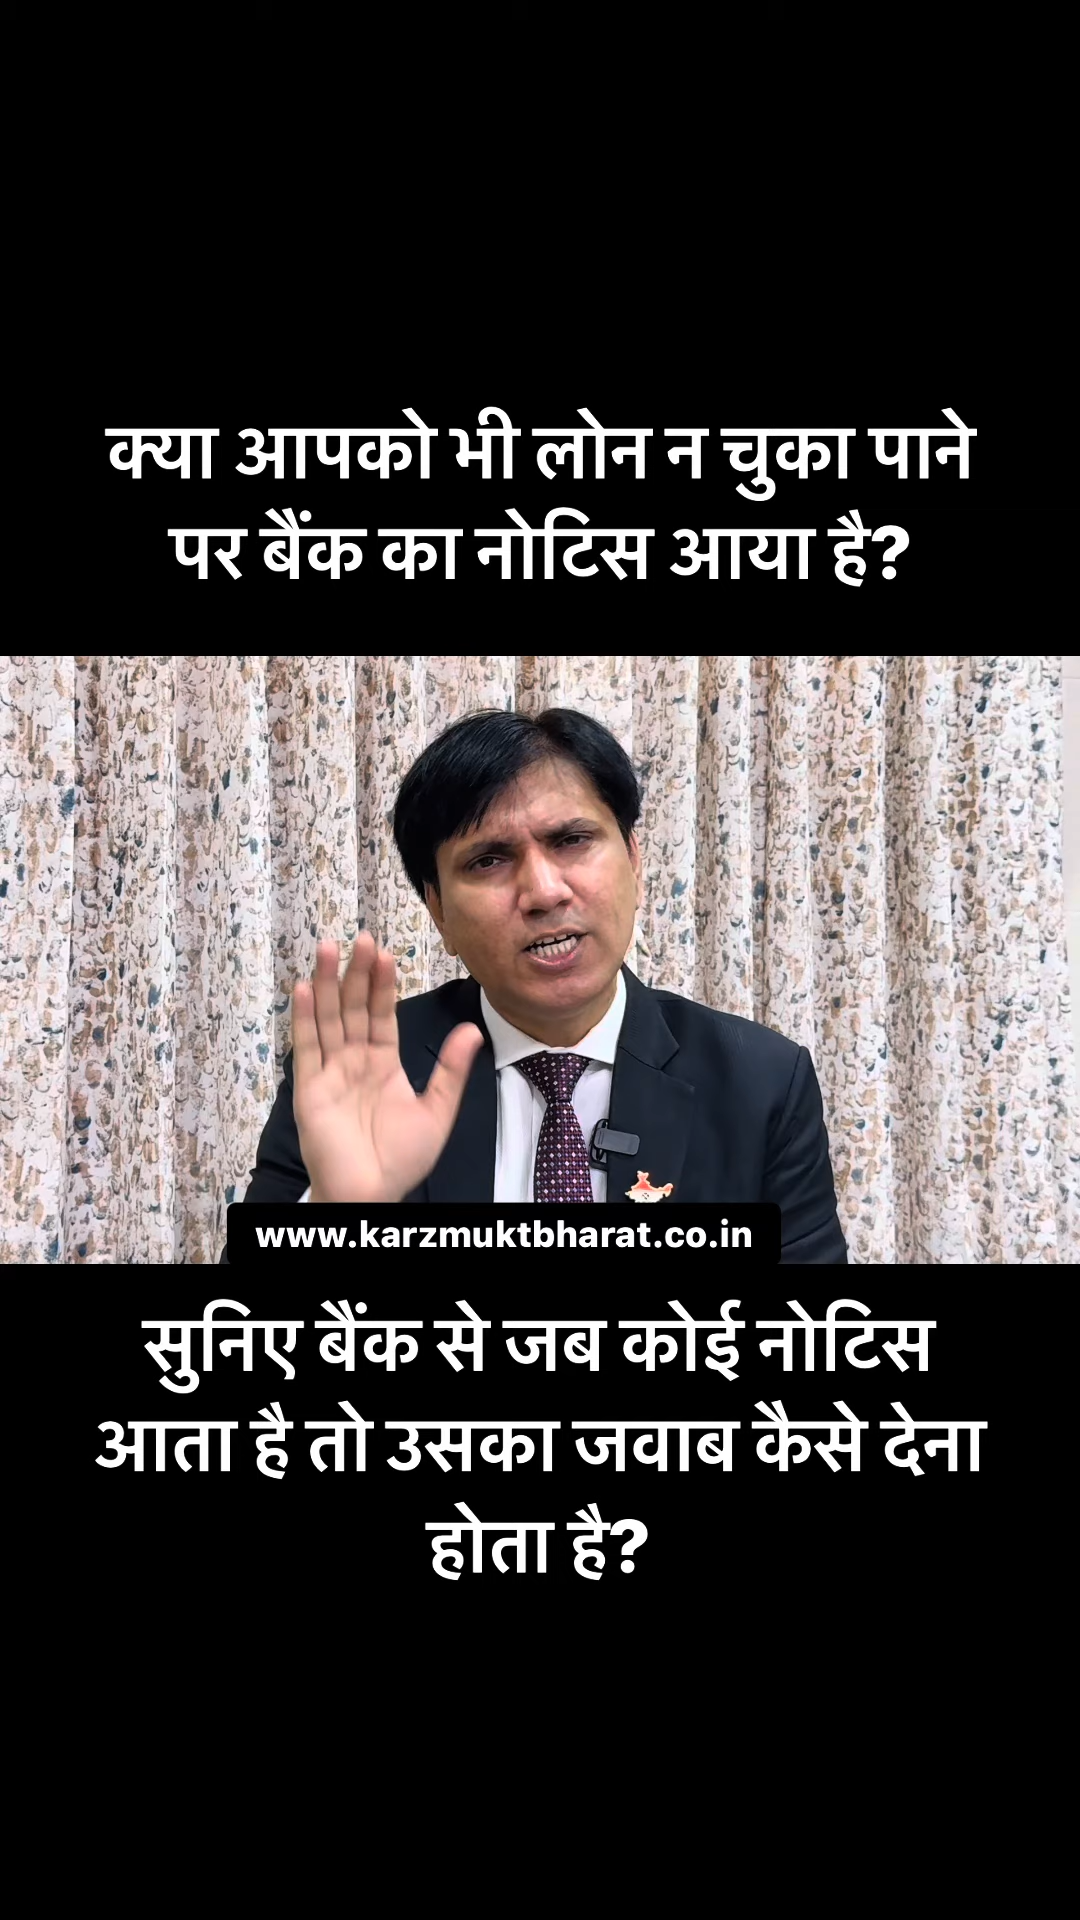 क्या आपको भी लोन न चुका पाने
पर बैंक का नोटिस आया है?
www.karzmuktbharat.co.in
सुनिए बैंक से जब कोई नोटिस
आता है तो उसका जवाब कैसे देना
होता है?